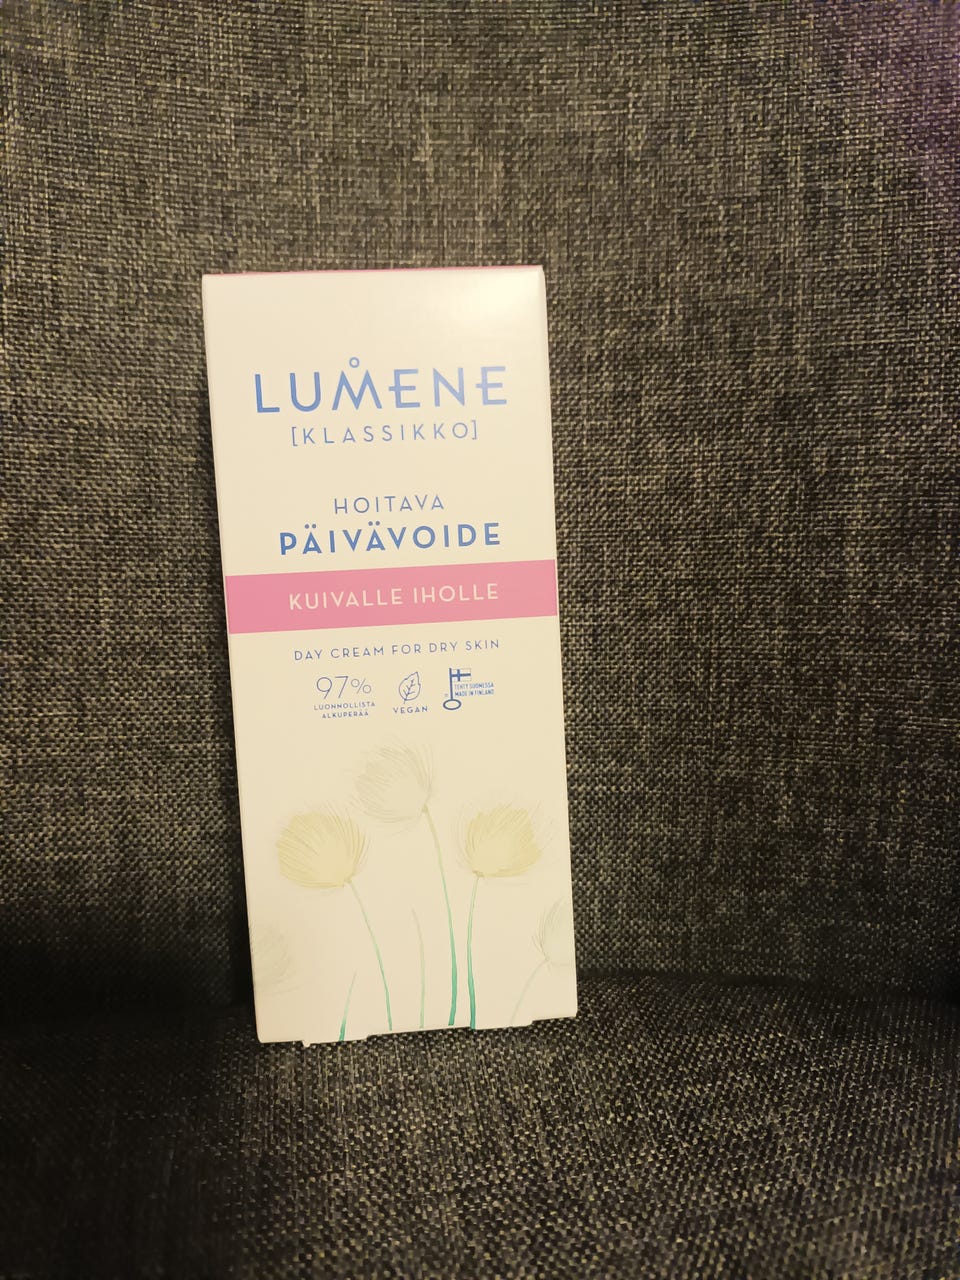 LUMENE
[KLASSIKKO]
HOITAVA
PÄIVÄVOIDE
KUIVALLE IHOLLE
DAY CREAM FOR DRY SKIN
97%
LUONNOLLISTA
ALKUPERÄÄ
VEGAN
TEHTY SUOMESSA
MADE IN FINLAND